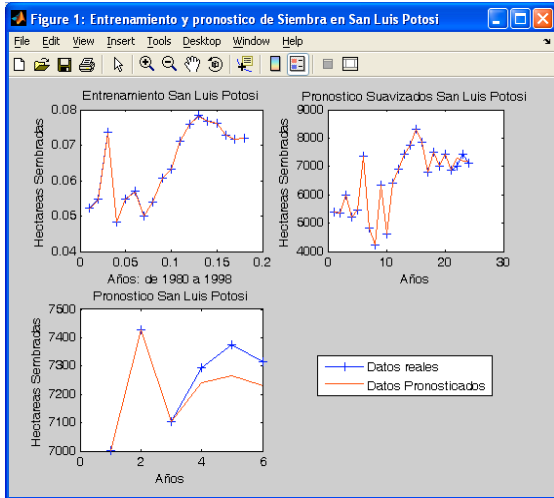 Figure 1: Entrenamiento y pronostico de Siembra en San Luis Potosi
File Edit View Insert Tools Desktop Window Help
Entrenamiento San Luis Potosi
Hectareas Sembradas
0.08
0.07
0.06
0.05
0.04
0 0.05 0.1 0.15 0.2
Años: de 1980 a 1998
Pronostico Suavizados San Luis Potosi
Hectareas Sembradas
9000
8000
7000
6000
5000
4000
0 10 20 30
Años
Pronostico San Luis Potosi
Hectareas Sembradas
7500
7400
7300
7200
7100
7000
0 2 4 6
Años
Datos reales
Datos Pronosticados